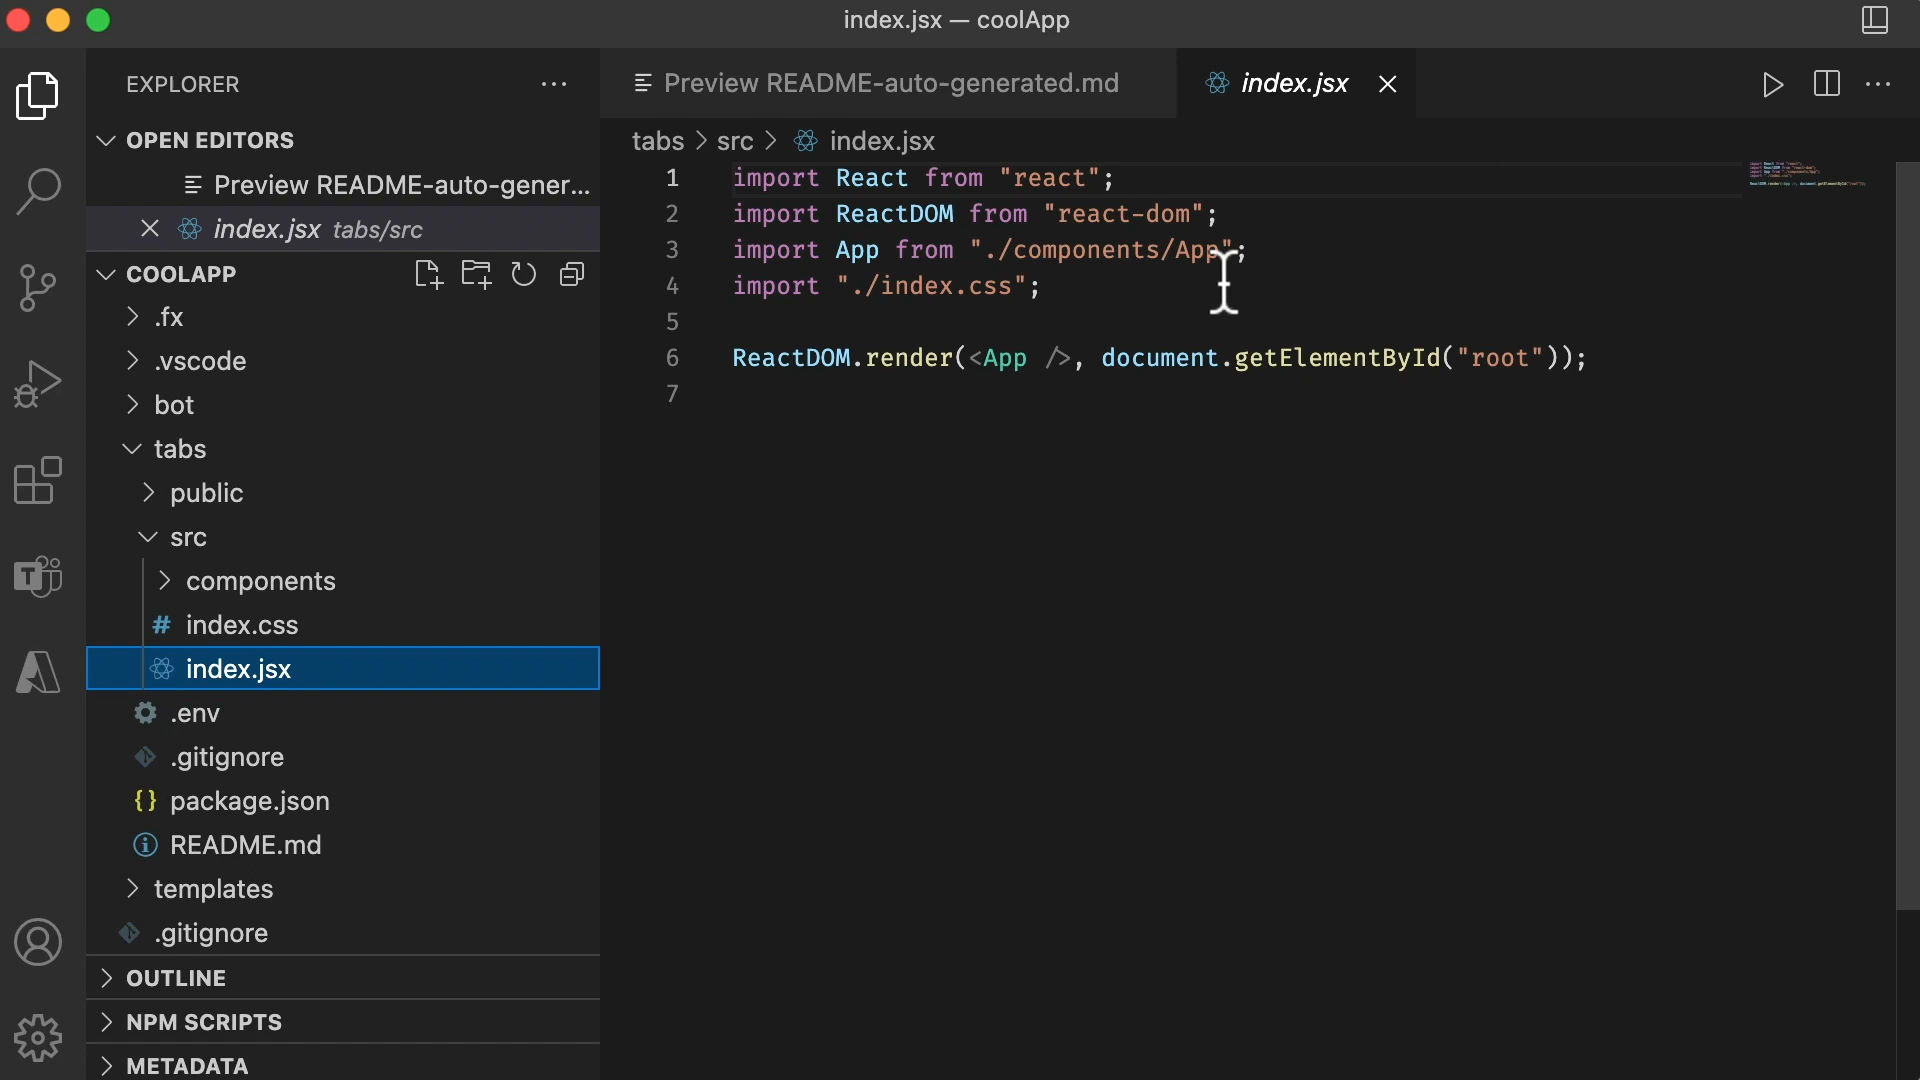 index.jsx — coolApp
EXPLORER
OPEN EDITORS
Preview README-auto-gener...
index.jsx tabs/src
COOLAPP
.fx
.vscode
bot
tabs
public
src
components
# index.css
index.jsx
.env
.gitignore
{} package.json
README.md
templates
.gitignore
OUTLINE
NPM SCRIPTS
METADATA
Preview README-auto-generated.md
index.jsx
tabs > src > index.jsx
1 import React from "react";
2 import ReactDOM from "react-dom";
3 import App from "./components/App";
4 import "./index.css";
5
6 ReactDOM.render(<App />, document.getElementById("root"));
7